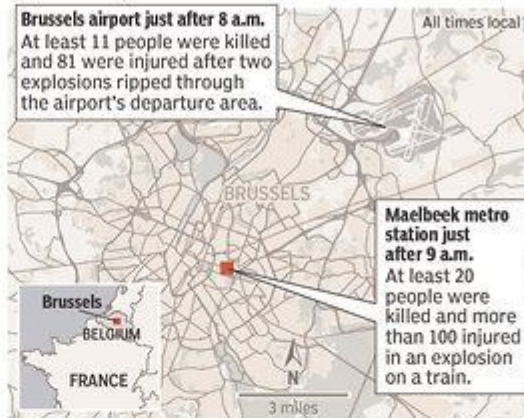 Brussels airport just after 8 a.m.
At least 11 people were killed
and 81 were injured after two
explosions ripped through
the airport's departure area.
All times local
BRUSSELS
Maelbeek metro
station just
after 9 a.m.
At least 20
people were
killed and more
than 100 injured
in an explosion
on a train.
Brussels
BELGIUM
FRANCE
N
3 miles